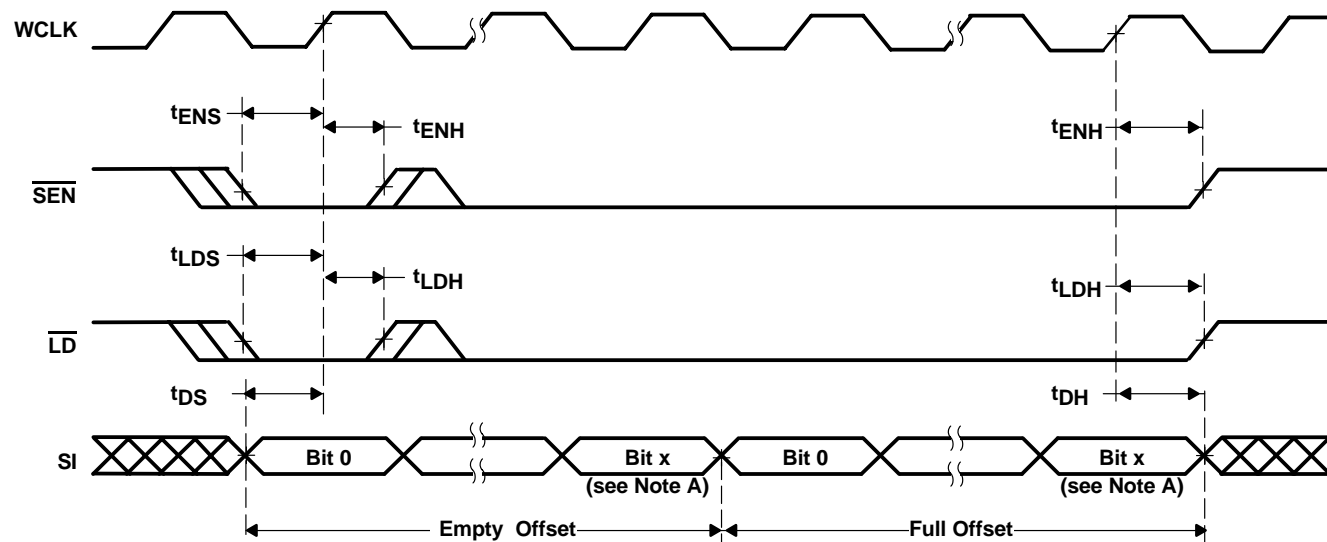 WCLK
tENS
tENH
tENH
SEN
tLDS
tLDH
tLDH
LD
tDS
tDH
SI
Bit 0
Bit x
(see Note A)
Bit 0
Bit x
(see Note A)
Empty Offset
Full Offset